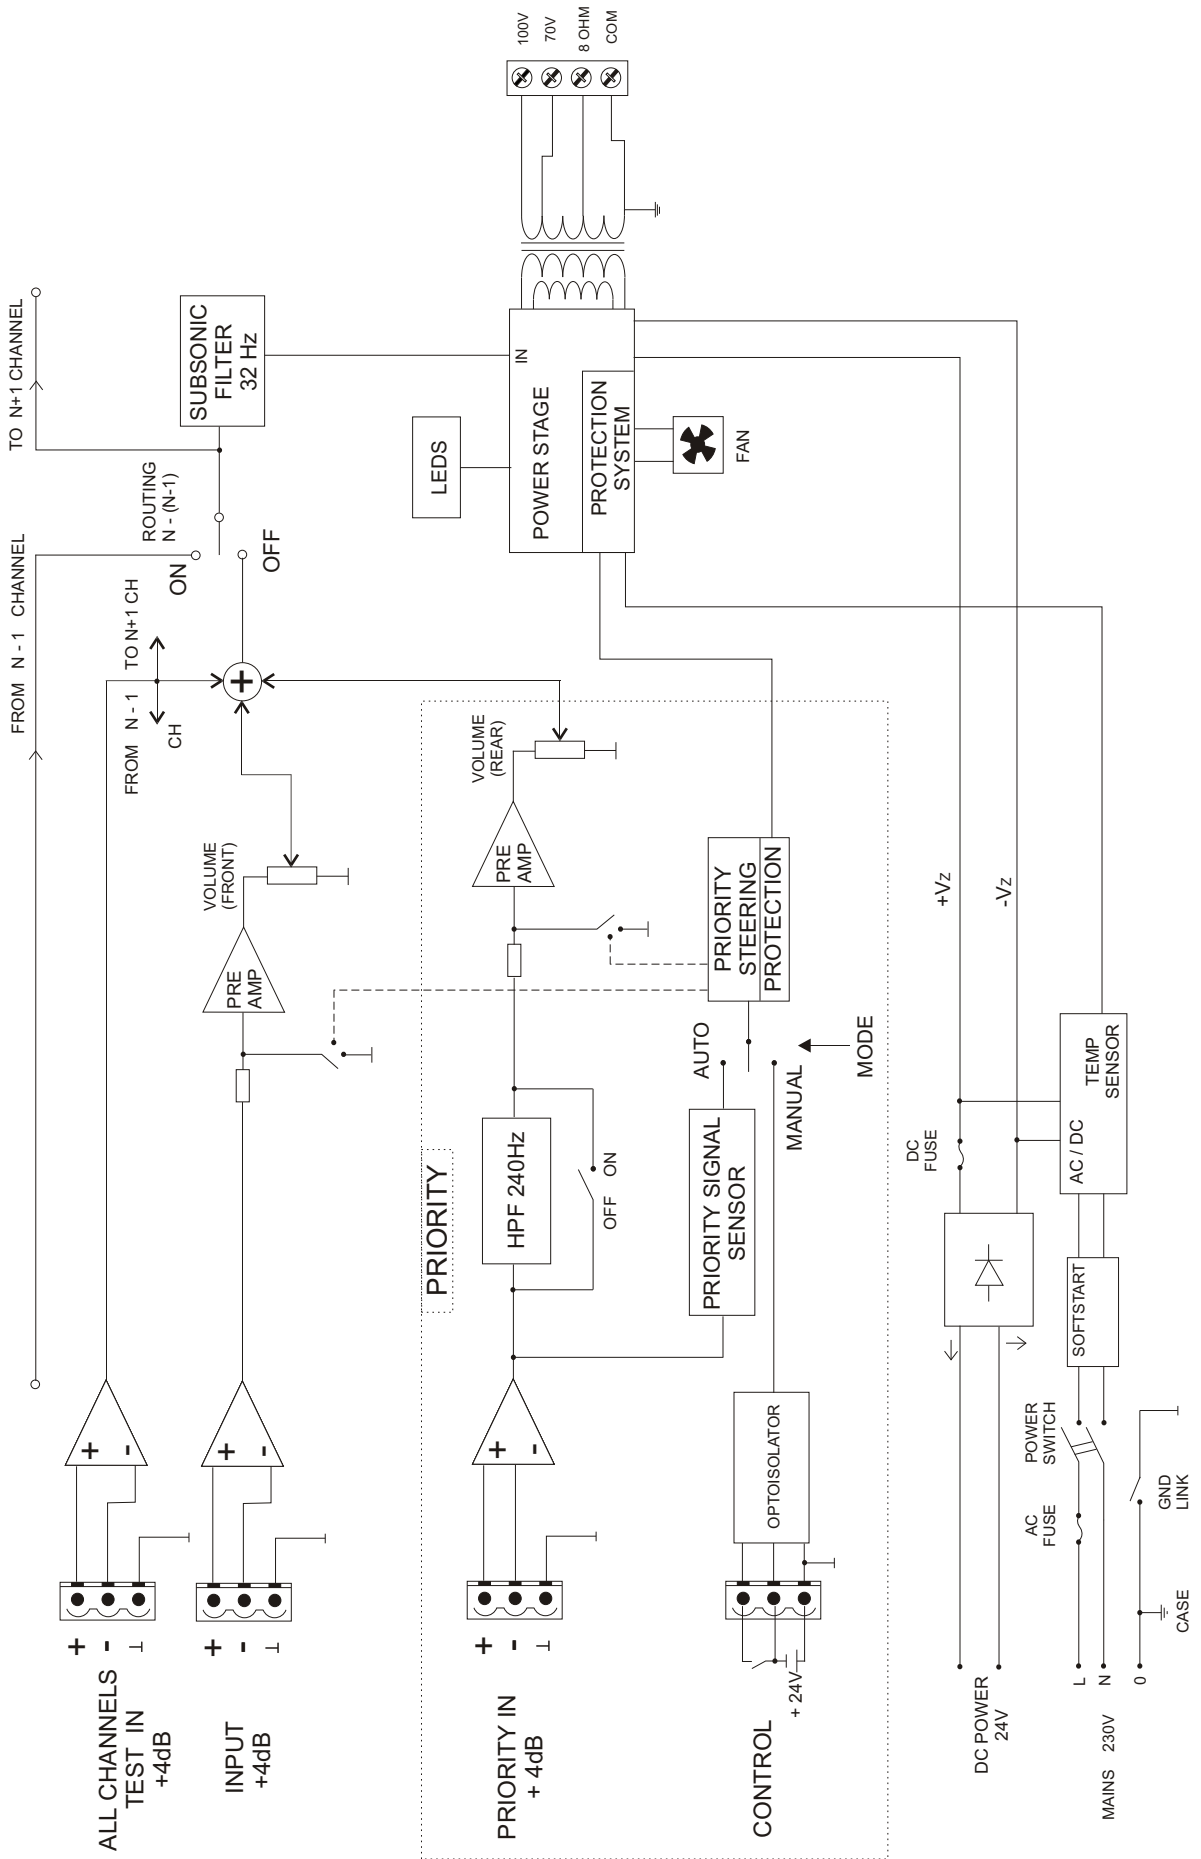 100V
70V
8 OHM
COM
TO N+1 CHANNEL
SUBSONIC
FILTER
32 Hz
FROM N - 1 CHANNEL
ROUTING
N - (N-1)
ON
OFF
FROM N - 1
CH
TO N+1 CH
+
LEDS
IN
POWER STAGE
PROTECTION
SYSTEM
FAN
VOLUME
(FRONT)
PRE
AMP
VOLUME
(REAR)
PRE
AMP
PRIORITY
HPF 240Hz
OFF
ON
PRIORITY
STEERING
PROTECTION
AUTO
MANUAL
MODE
PRIORITY SIGNAL
SENSOR
OPTOISOLATOR
+
-
+
-
+
-
+
-
⊥
ALL CHANNELS
TEST IN
+4dB
+
-
⊥
INPUT
+4dB
+
-
⊥
PRIORITY IN
+ 4dB
CONTROL
+ 24V
+Vz
-Vz
DC
FUSE
AC / DC
TEMP
SENSOR
SOFTSTART
POWER
SWITCH
AC
FUSE
GND
LINK
CASE
DC POWER
24V
L
N
0
MAINS 230V